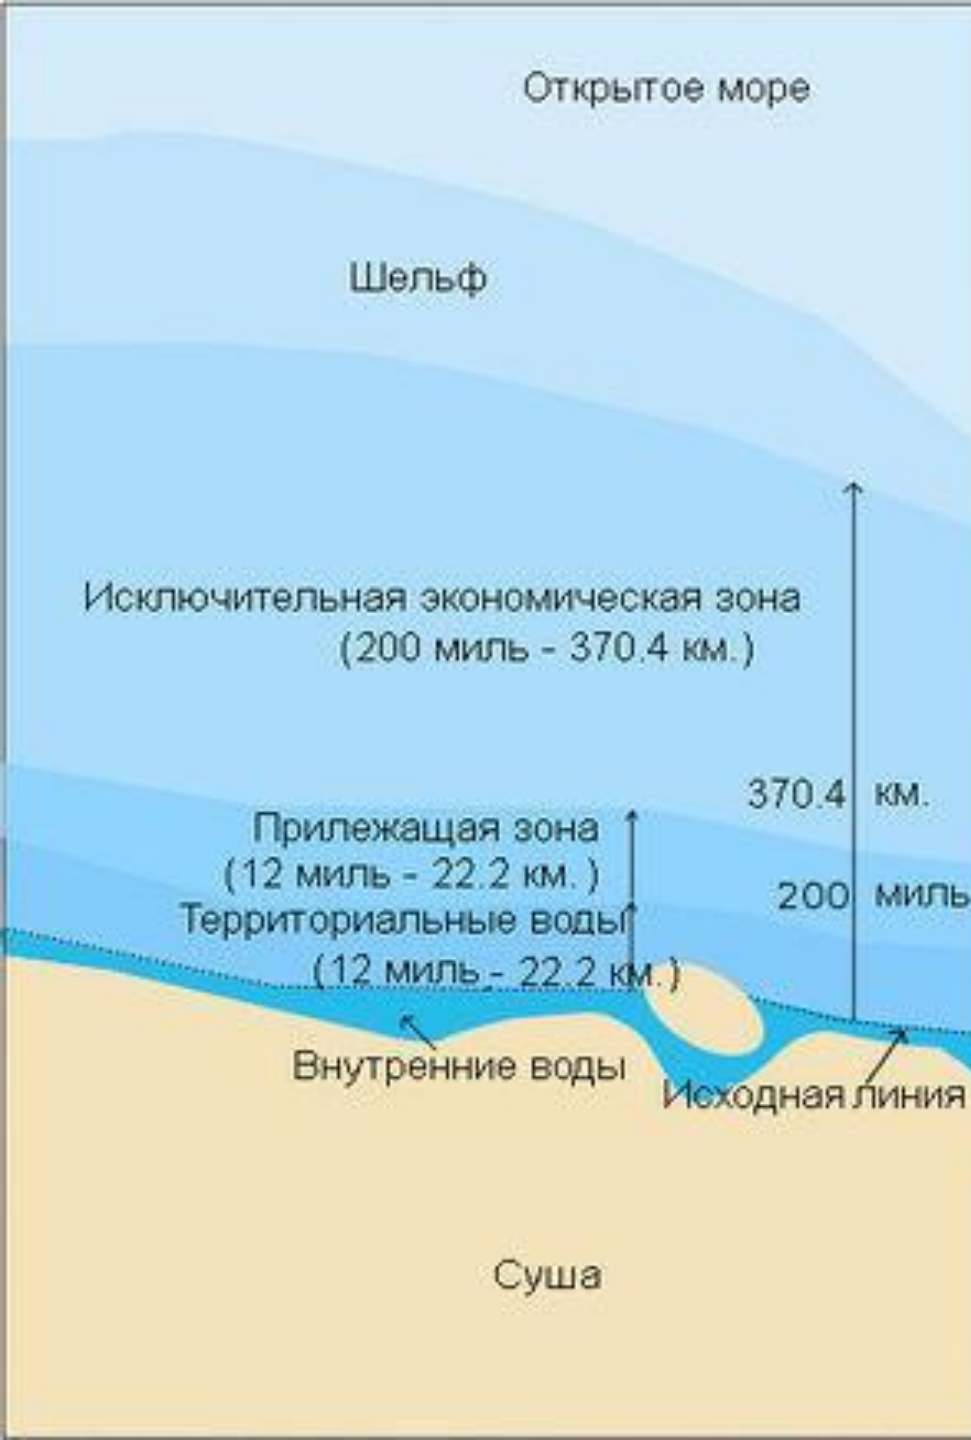 Открытое море
Шельф
Исключительная экономическая зона
(200 миль - 370.4 км.)
370.4 км.
Прилежащая зона
(12 миль - 22.2 км. )
200 миль
Территориальные воды
(12 миль - 22.2 км.)
Внутренние воды
Исходная линия
Суша